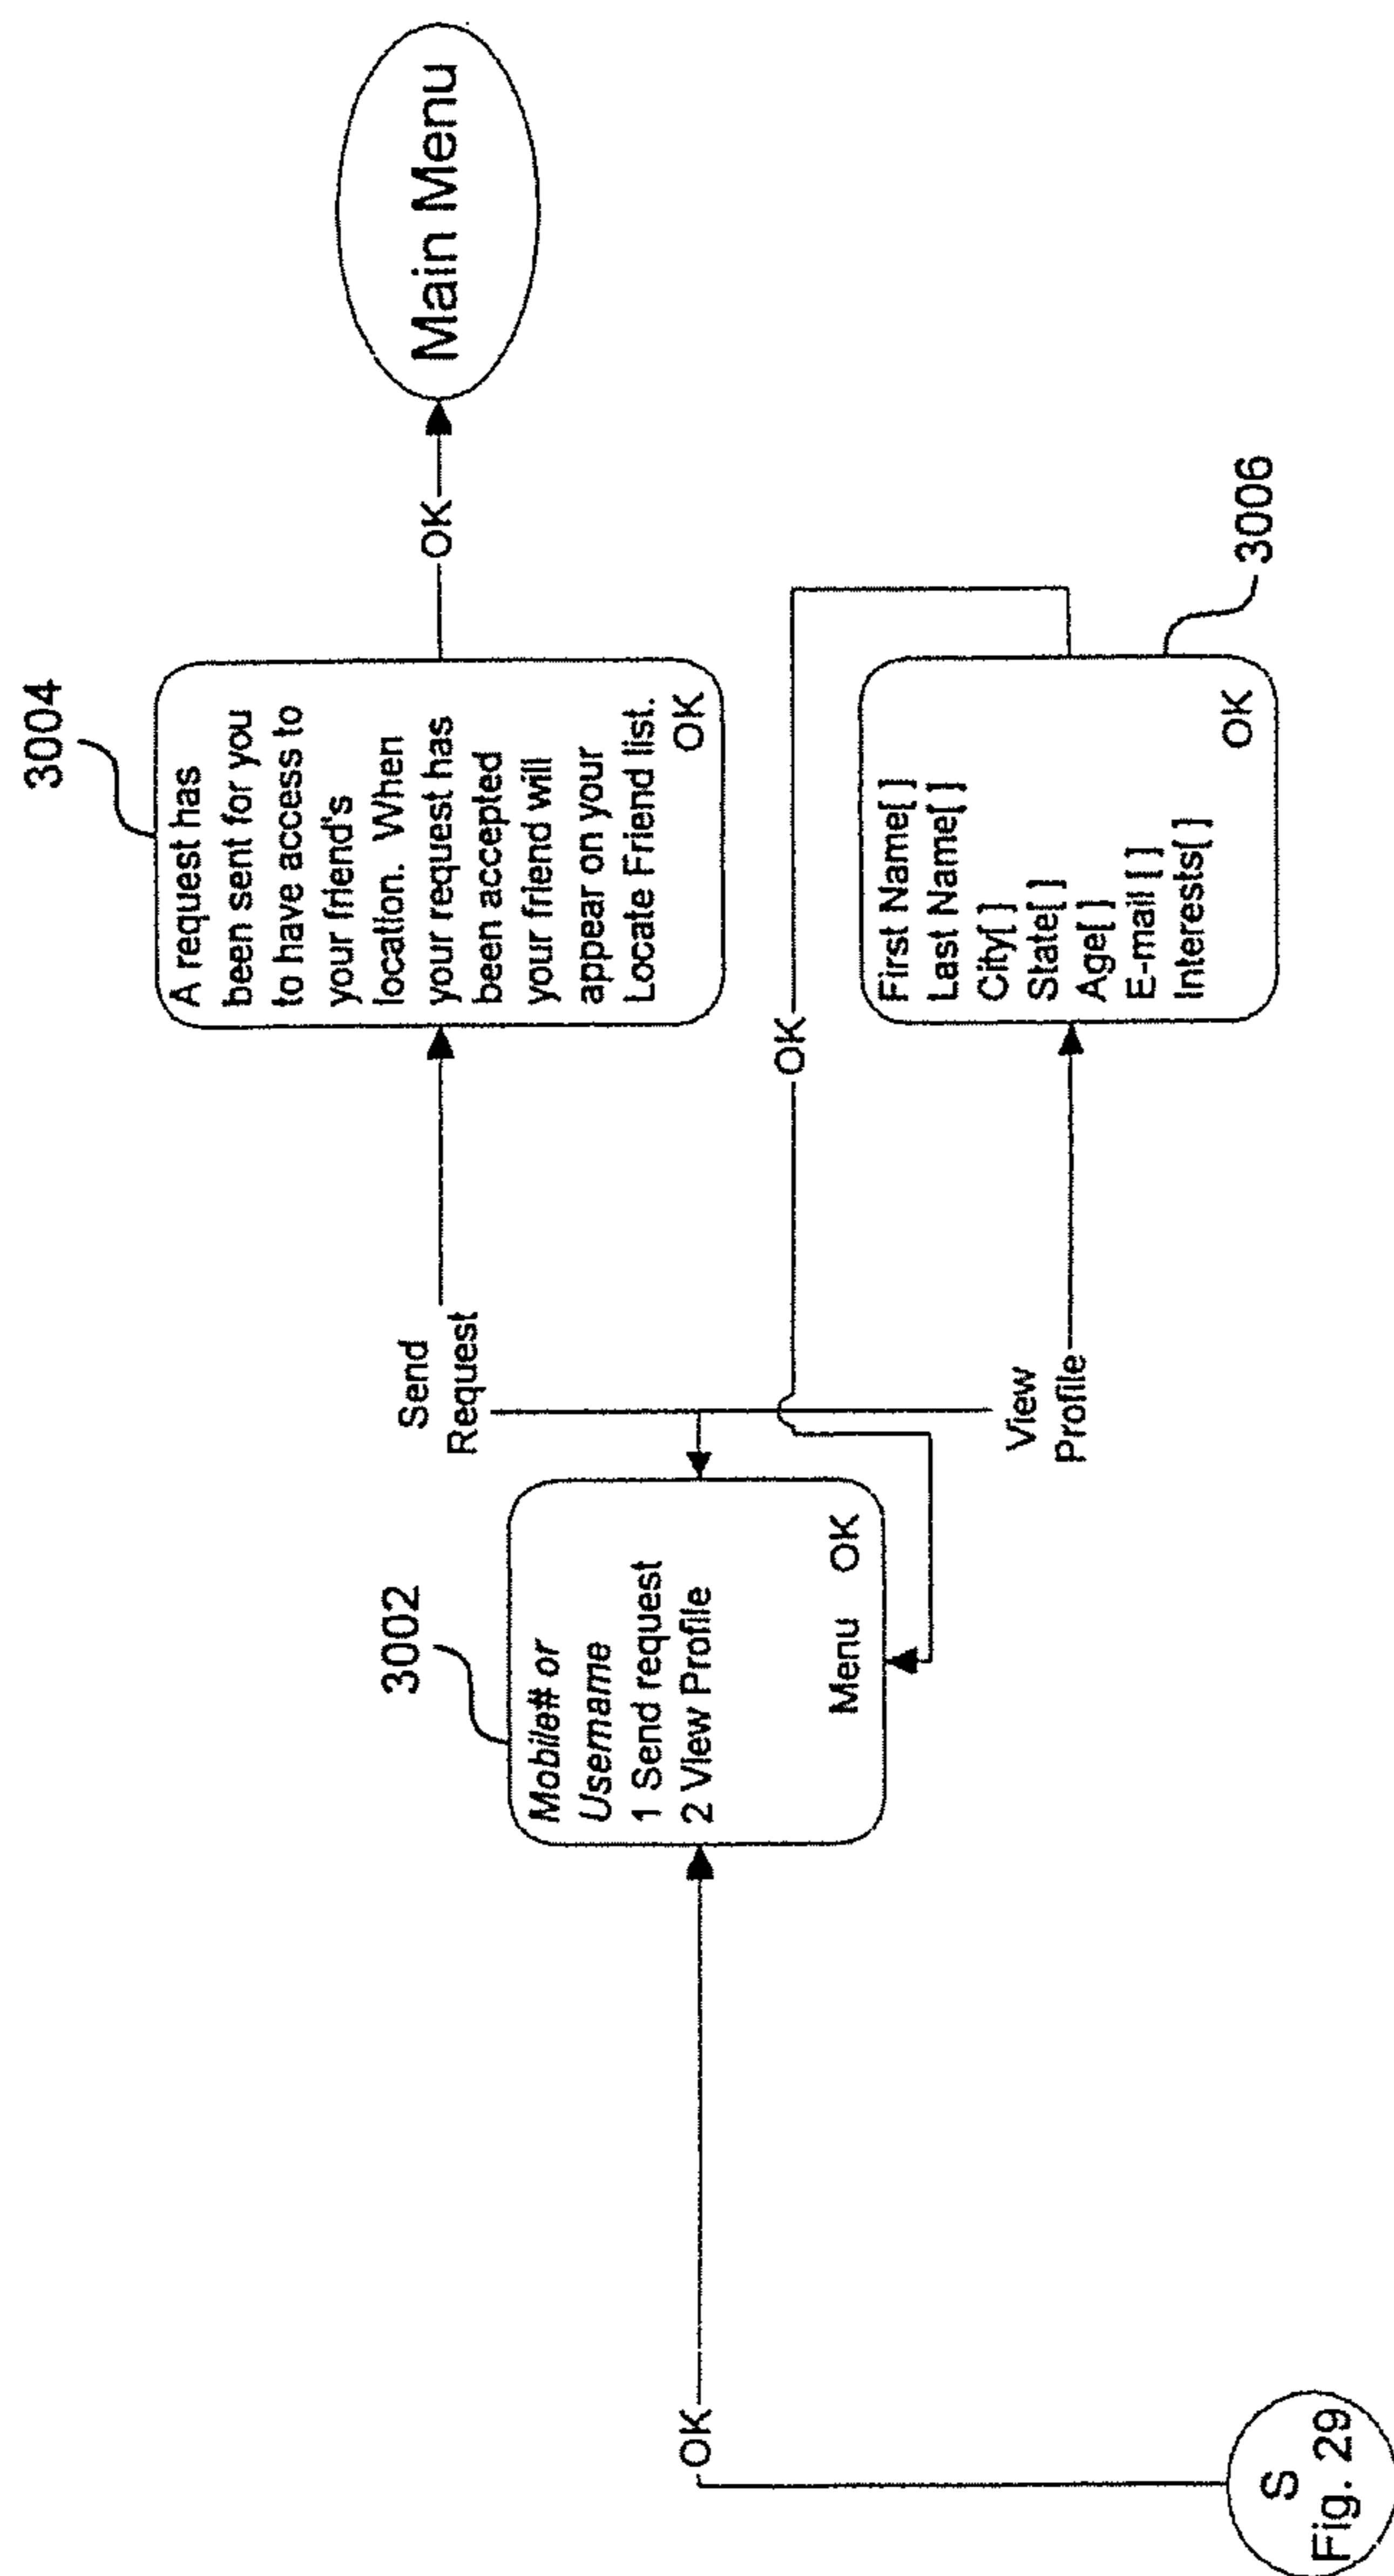 3004
A request has
been sent for you
to have access to
your friend's
location. When
your request has
been accepted
your friend will
appear on your
Locate Friend list.
OK
OK
Main Menu
3002
Mobile# or
Username
1 Send request
2 View Profile
Menu OK
Send
Request
OK
OK
View
Profile
First Name[ ]
Last Name[ ]
City[ ]
State[ ]
Age[ ]
E-mail [ ]
Interests[ ]
OK
3006
S
Fig. 29